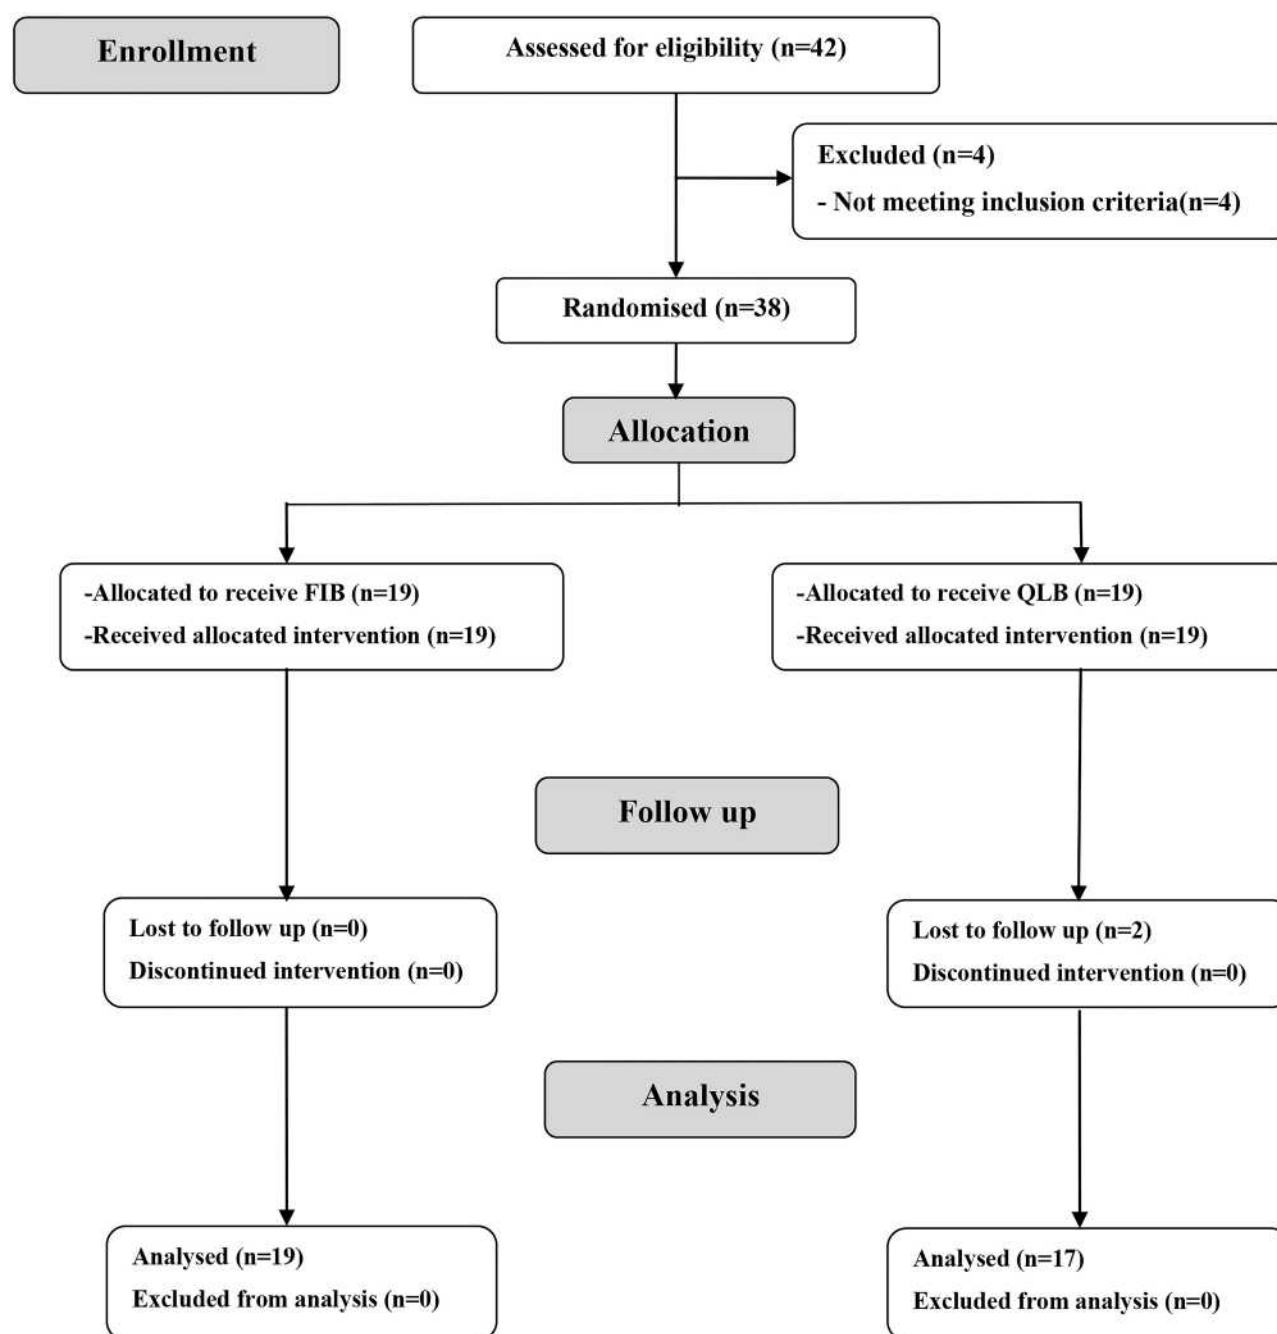 Enrollment
Assessed for eligibility (n=42)
Excluded (n=4)
- Not meeting inclusion criteria(n=4)
Randomised (n=38)
Allocation
-Allocated to receive FIB (n=19)
-Received allocated intervention (n=19)
-Allocated to receive QLB (n=19)
-Received allocated intervention (n=19)
Follow up
Lost to follow up (n=0)
Discontinued intervention (n=0)
Lost to follow up (n=2)
Discontinued intervention (n=0)
Analysis
Analysed (n=19)
Excluded from analysis (n=0)
Analysed (n=17)
Excluded from analysis (n=0)